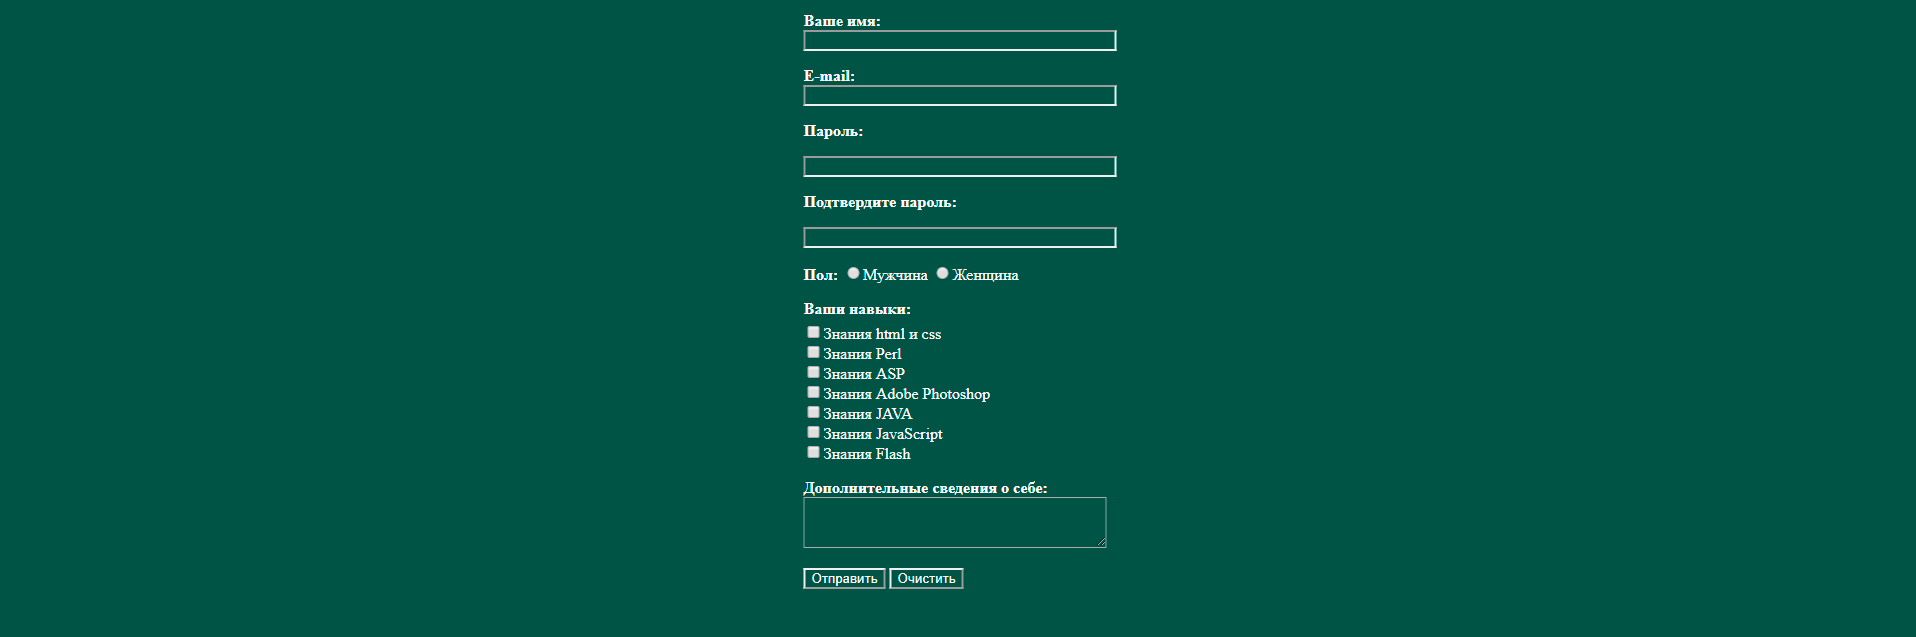 Ваше имя:
E-mail:
Пароль:
Подтвердите пароль:
Пол: Мужчина Женщина
Ваши навыки:
Знания html и css
Знания Perl
Знания ASP
Знания Adobe Photoshop
Знания JAVA
Знания JavaScript
Знания Flash
Дополнительные сведения о себе:
Отправить Очистить